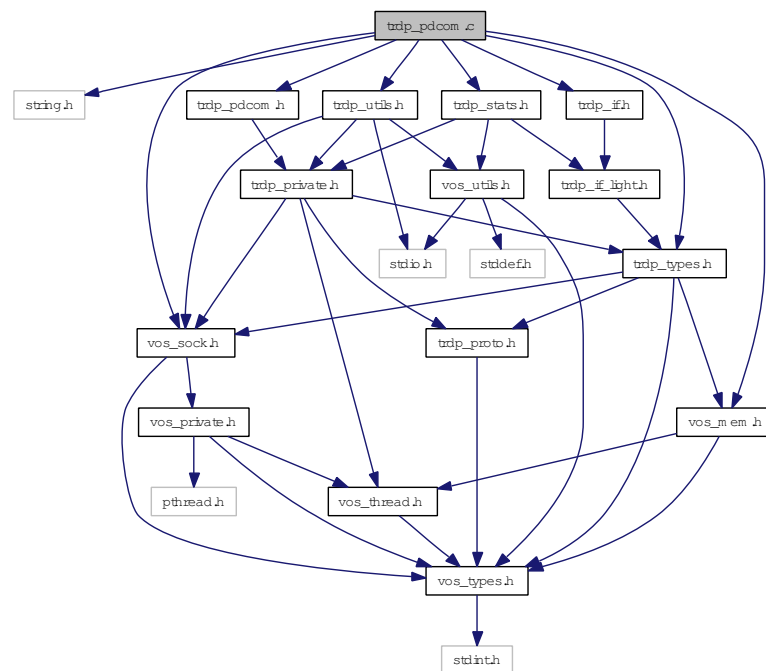 trdp_pdcom.c
string.h
trdp_pdcom.h
trdp_utils.h
trdp_stats.h
trdp_if.h
trdp_private.h
vos_utils.h
trdp_if_light.h
stdio.h
stddef.h
trdp_types.h
vos_sock.h
trdp_proto.h
vos_private.h
vos_mem.h
pthread.h
vos_thread.h
vos_types.h
stdint.h